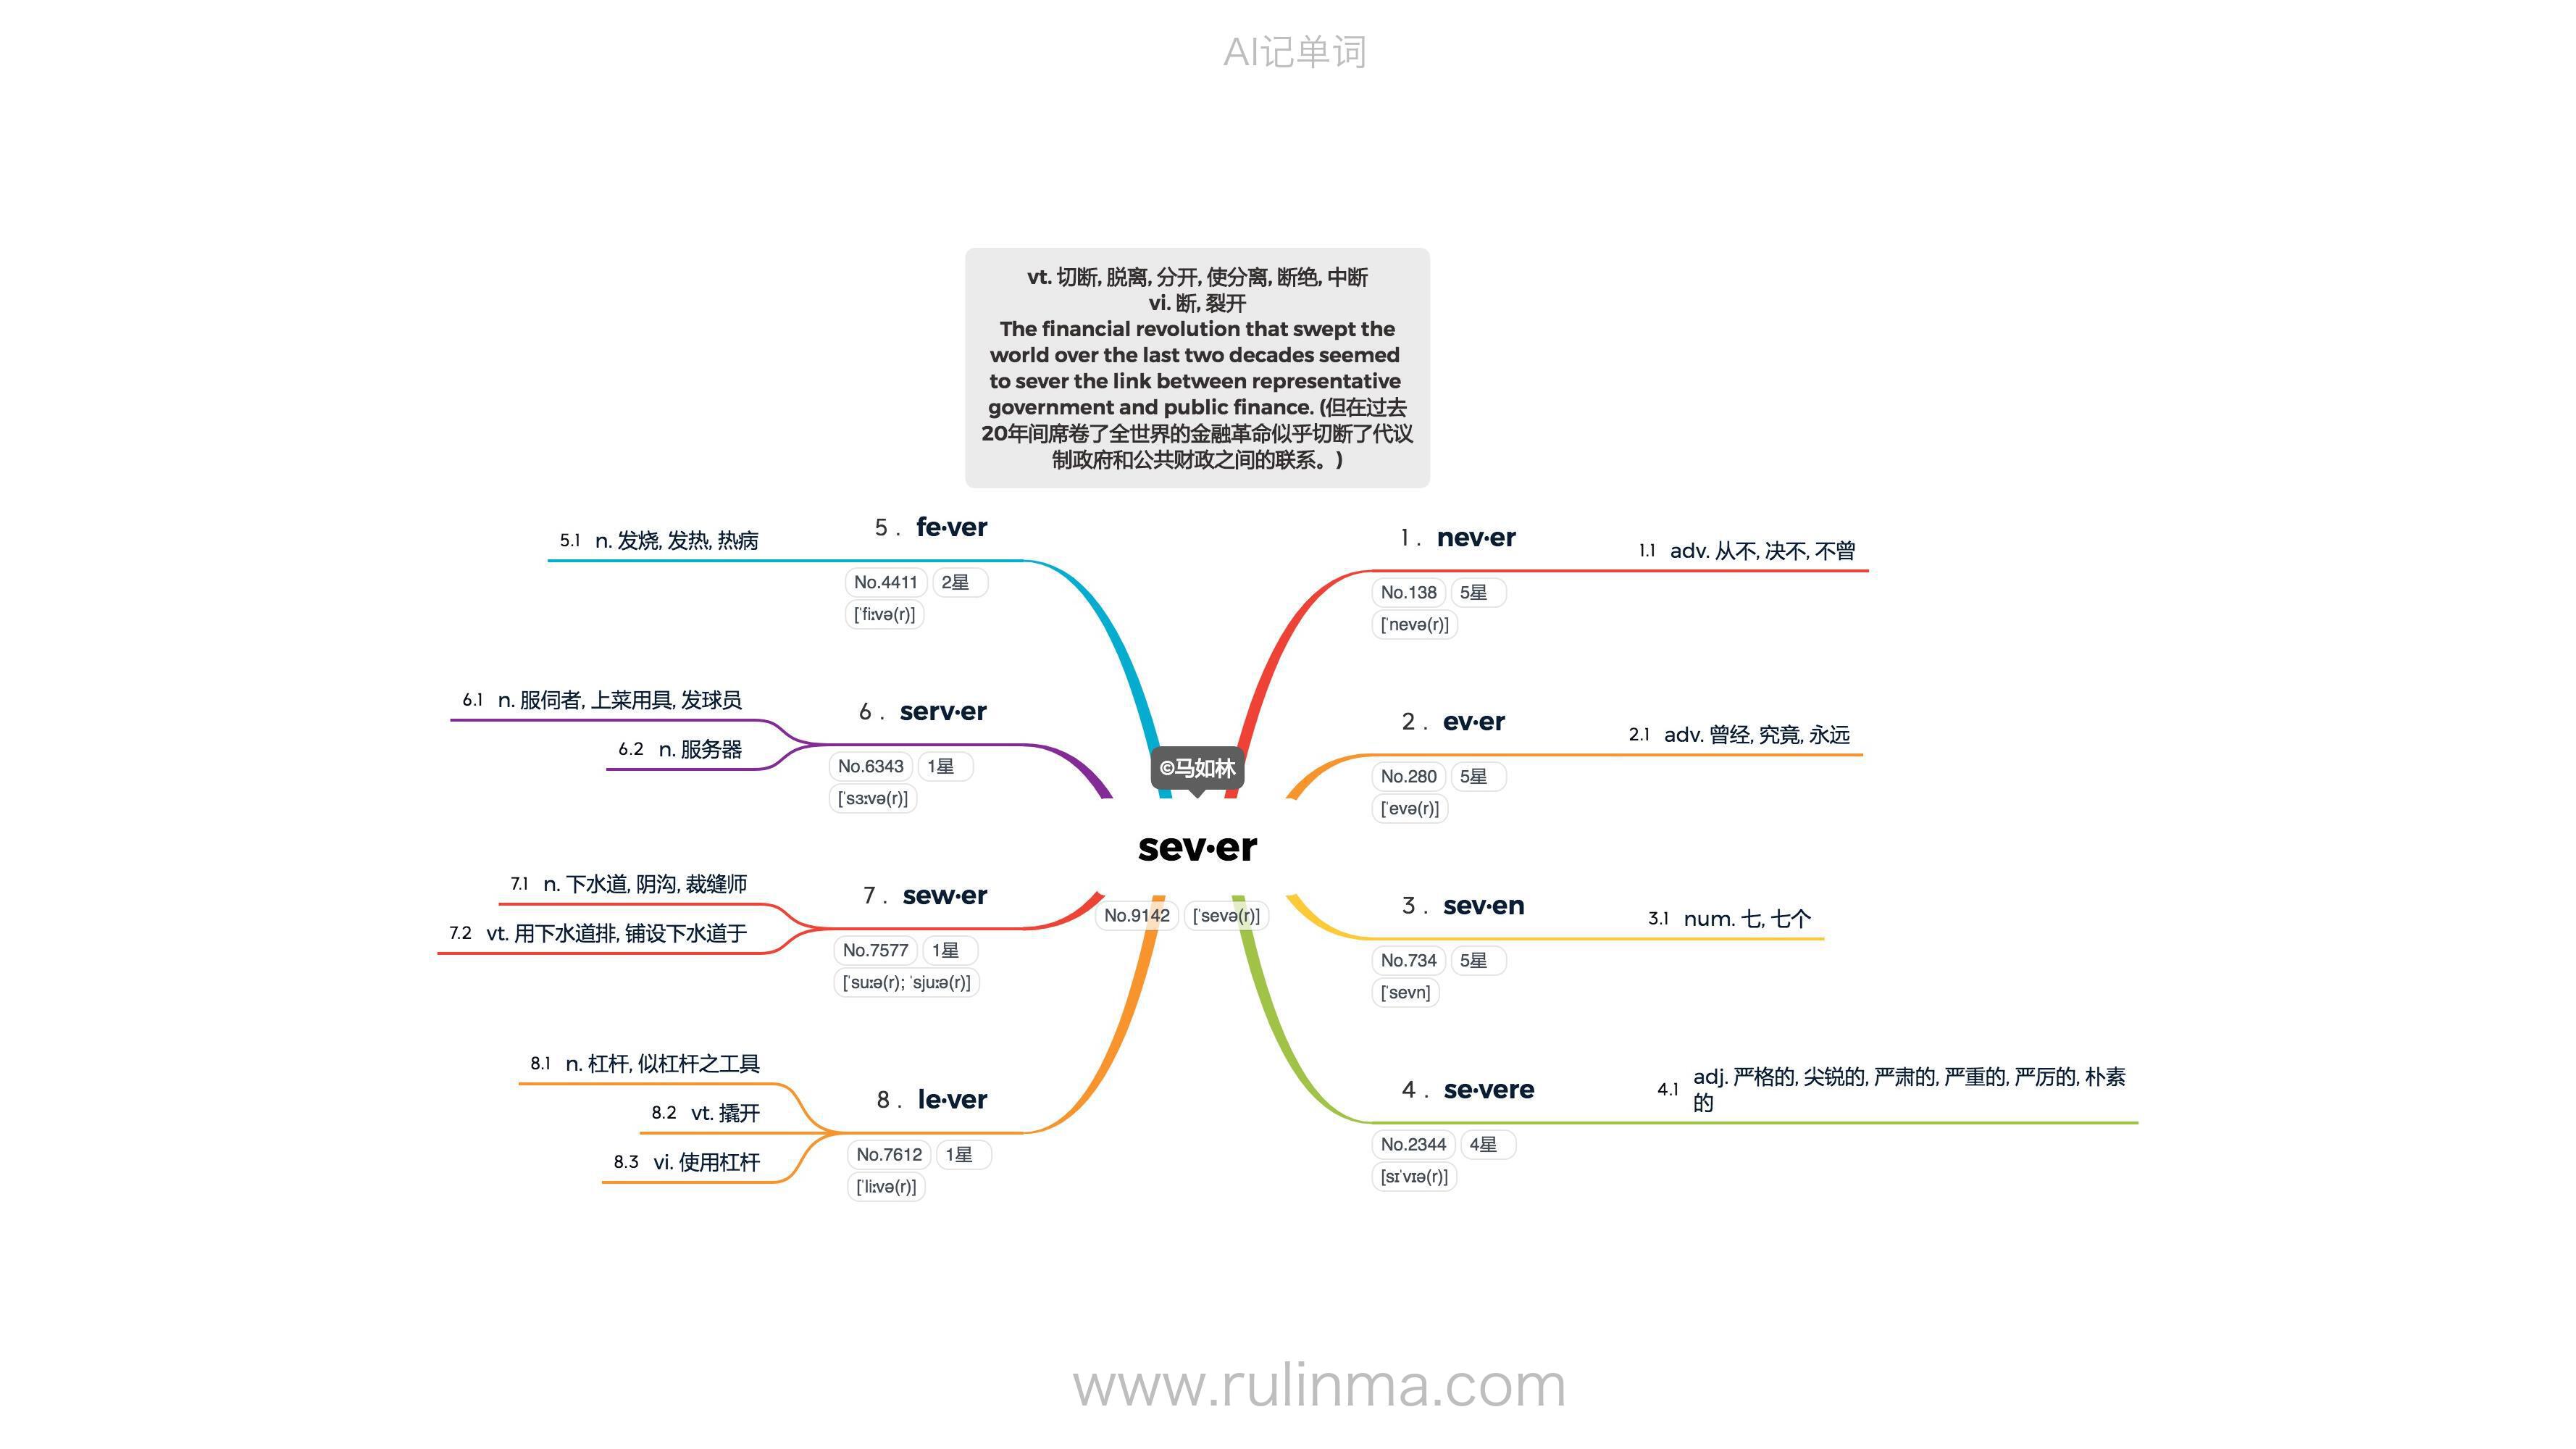 AI记单词
vt. 切断, 脱离, 分开, 使分离, 断绝, 中断
vi. 断, 裂开
The financial revolution that swept the
world over the last two decades seemed
to sever the link between representative
government and public finance. (但在过去
20年间席卷了全世界的金融革命似乎切断了代议
制政府和公共财政之间的联系。)
©马如林
sev·er
No.9142 [ˈsevə(r)]
1 . nev·er
No.138 5星
[ˈnevə(r)]
1.1 adv. 从不, 决不, 不曾
2 . ev·er
No.280 5星
[ˈevə(r)]
2.1 adv. 曾经, 究竟, 永远
3 . sev·en
No.734 5星
[ˈsevn]
3.1 num. 七, 七个
4 . se·vere
No.2344 4星
[sɪˈvɪə(r)]
4.1 adj. 严格的, 尖锐的, 严肃的, 严重的, 严厉的, 朴素
的
5 . fe·ver
No.4411 2星
[ˈfiːvə(r)]
5.1 n. 发烧, 发热, 热病
6 . serv·er
No.6343 1星
[ˈsɜːvə(r)]
6.1 n. 服伺者, 上菜用具, 发球员
6.2 n. 服务器
7 . sew·er
No.7577 1星
[ˈsuːə(r); ˈsjuːə(r)]
7.1 n. 下水道, 阴沟, 裁缝师
7.2 vt. 用下水道排, 铺设下水道于
8 . le·ver
No.7612 1星
[ˈliːvə(r)]
8.1 n. 杠杆, 似杠杆之工具
8.2 vt. 撬开
8.3 vi. 使用杠杆
www.rulinma.com